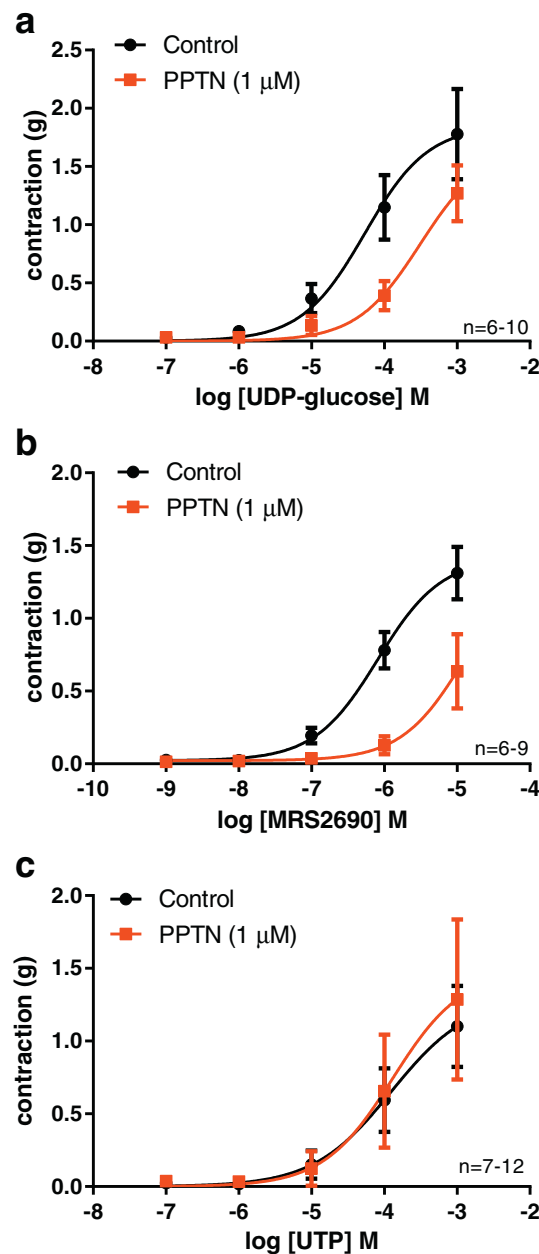 a
Control
PPTN (1 μM)
2.5
2.0
1.5
1.0
0.5
0.0
contraction (g)
n=6-10
-8 -7 -6 -5 -4 -3 -2
log [UDP-glucose] M
b
Control
PPTN (1 μM)
2.0
1.5
1.0
0.5
0.0
contraction (g)
n=6-9
-10 -9 -8 -7 -6 -5 -4
log [MRS2690] M
c
Control
PPTN (1 μM)
2.0
1.5
1.0
0.5
0.0
contraction (g)
n=7-12
-8 -7 -6 -5 -4 -3 -2
log [UTP] M